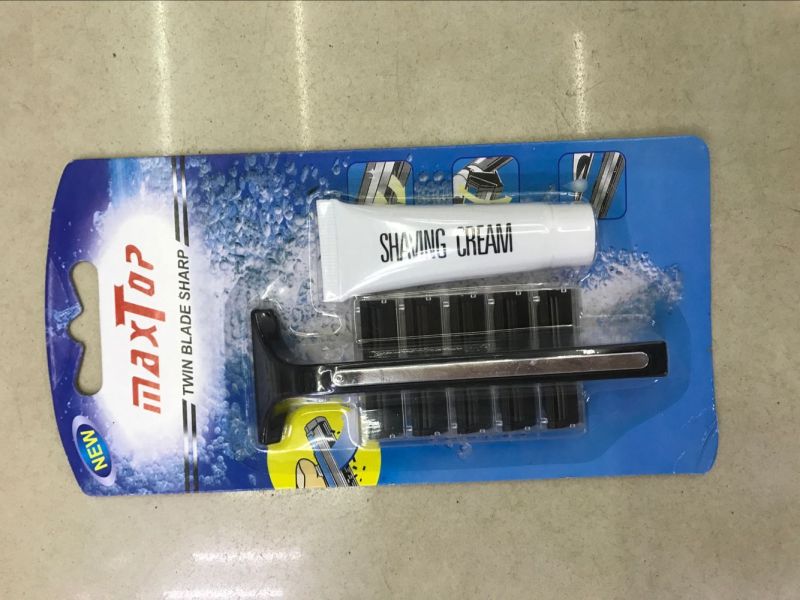 maxTop
TWIN BLADE SHARP
NEW
SHAVING CREAM